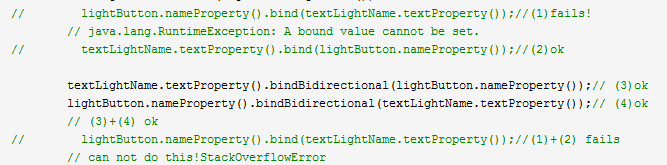 //        lightButton.nameProperty().bind(textLightName.textProperty());//(1)fails!
// java.lang.RuntimeException: A bound value cannot be set.
//        textLightName.textProperty().bind(lightButton.nameProperty());//(2)ok
textLightName.textProperty().bindBidirectional(lightButton.nameProperty());// (3)ok
lightButton.nameProperty().bindBidirectional(textLightName.textProperty());// (4)ok
// (3)+(4) ok
//        lightButton.nameProperty().bind(textLightName.textProperty());//(1)+(2) fails
// can not do this!StackOverflowError